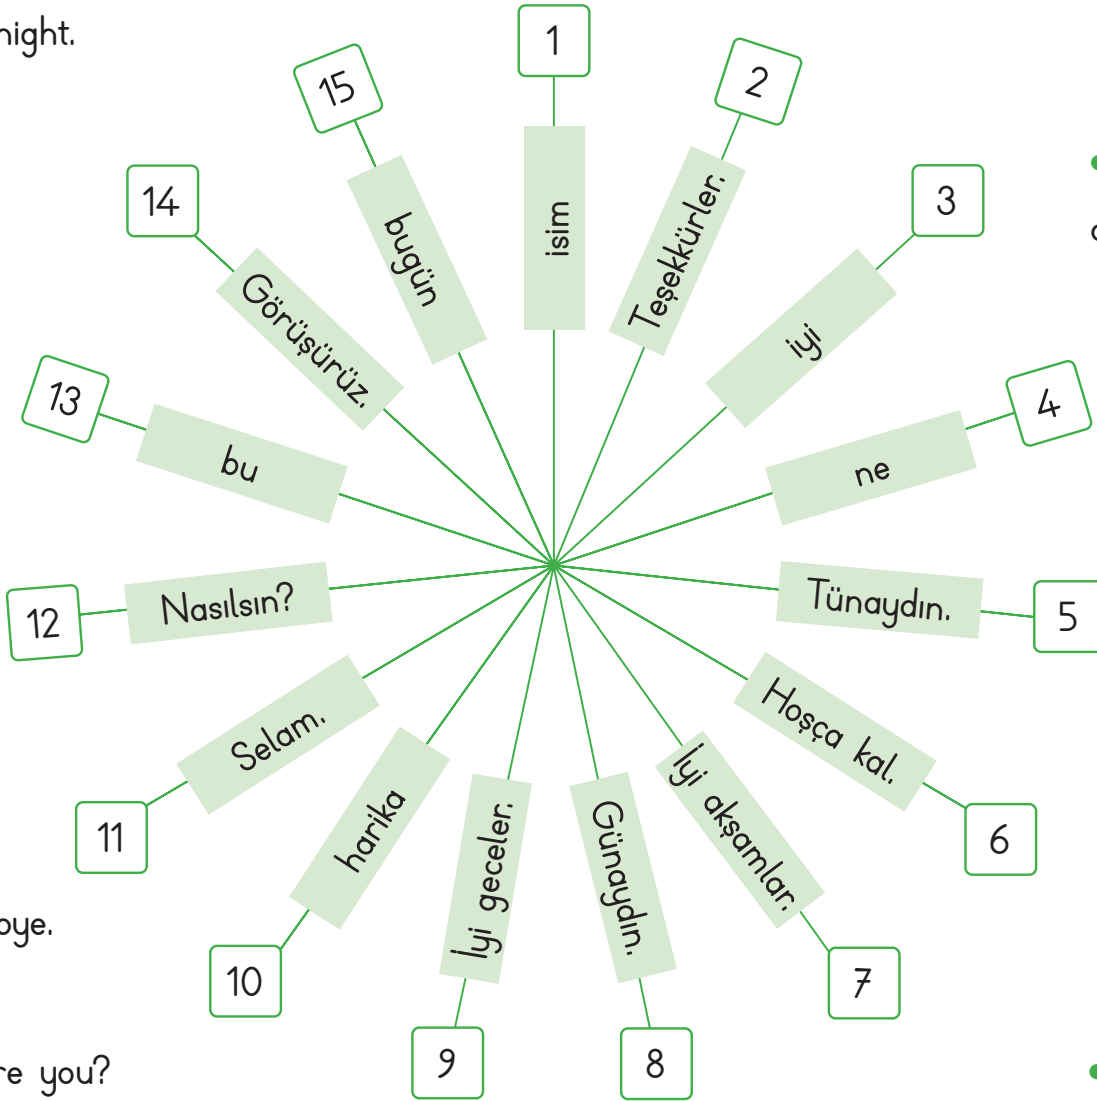 night.
1
isim
2
Teşekkürler.
3
iyi
4
ne
5
Tünaydın.
6
Hoşça kal.
7
İyi akşamlar.
8
Günaydın.
9
İyi geceler.
10
harika
11
Selam.
12
Nasılsın?
13
bu
14
Görüşürüz.
15
bugün
bye.
re you?